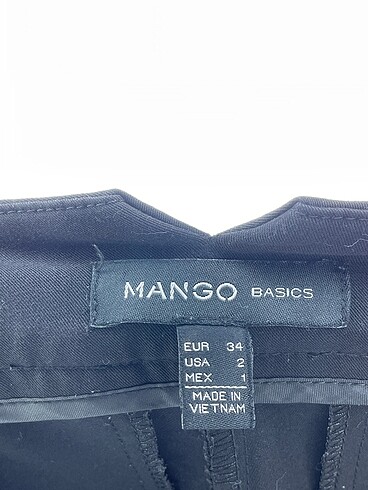 MANGO BASICS
EUR 34
USA 2
MEX 1
MADE IN
VIETNAM